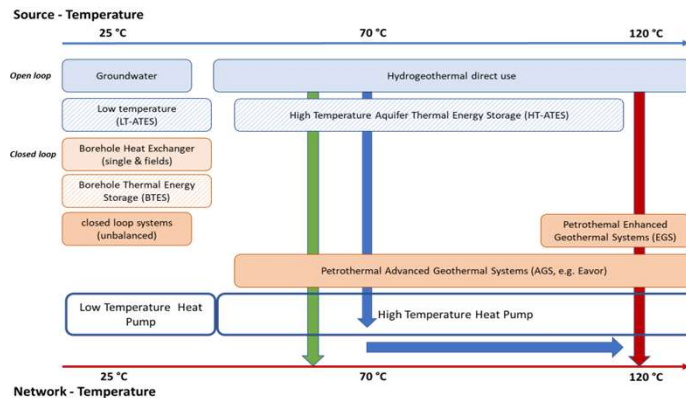 Source - Temperature
25 °C 70 °C 120 °C
Open loop
Groundwater
Hydrogeothermal direct use
Low temperature
(LT-ATES)
High Temperature Aquifer Thermal Energy Storage (HT-ATES)
Closed loop
Borehole Heat Exchanger
(single & fields)
Borehole Thermal Energy
Storage (BTES)
closed loop systems
(unbalanced)
Petrothemal Enhanced
Geothermal Systems (EGS)
Petrothermal Advanced Geothermal Systems (AGS, e.g. Eavor)
Low Temperature Heat
Pump
High Temperature Heat Pump
25 °C 70 °C 120 °C
Network - Temperature